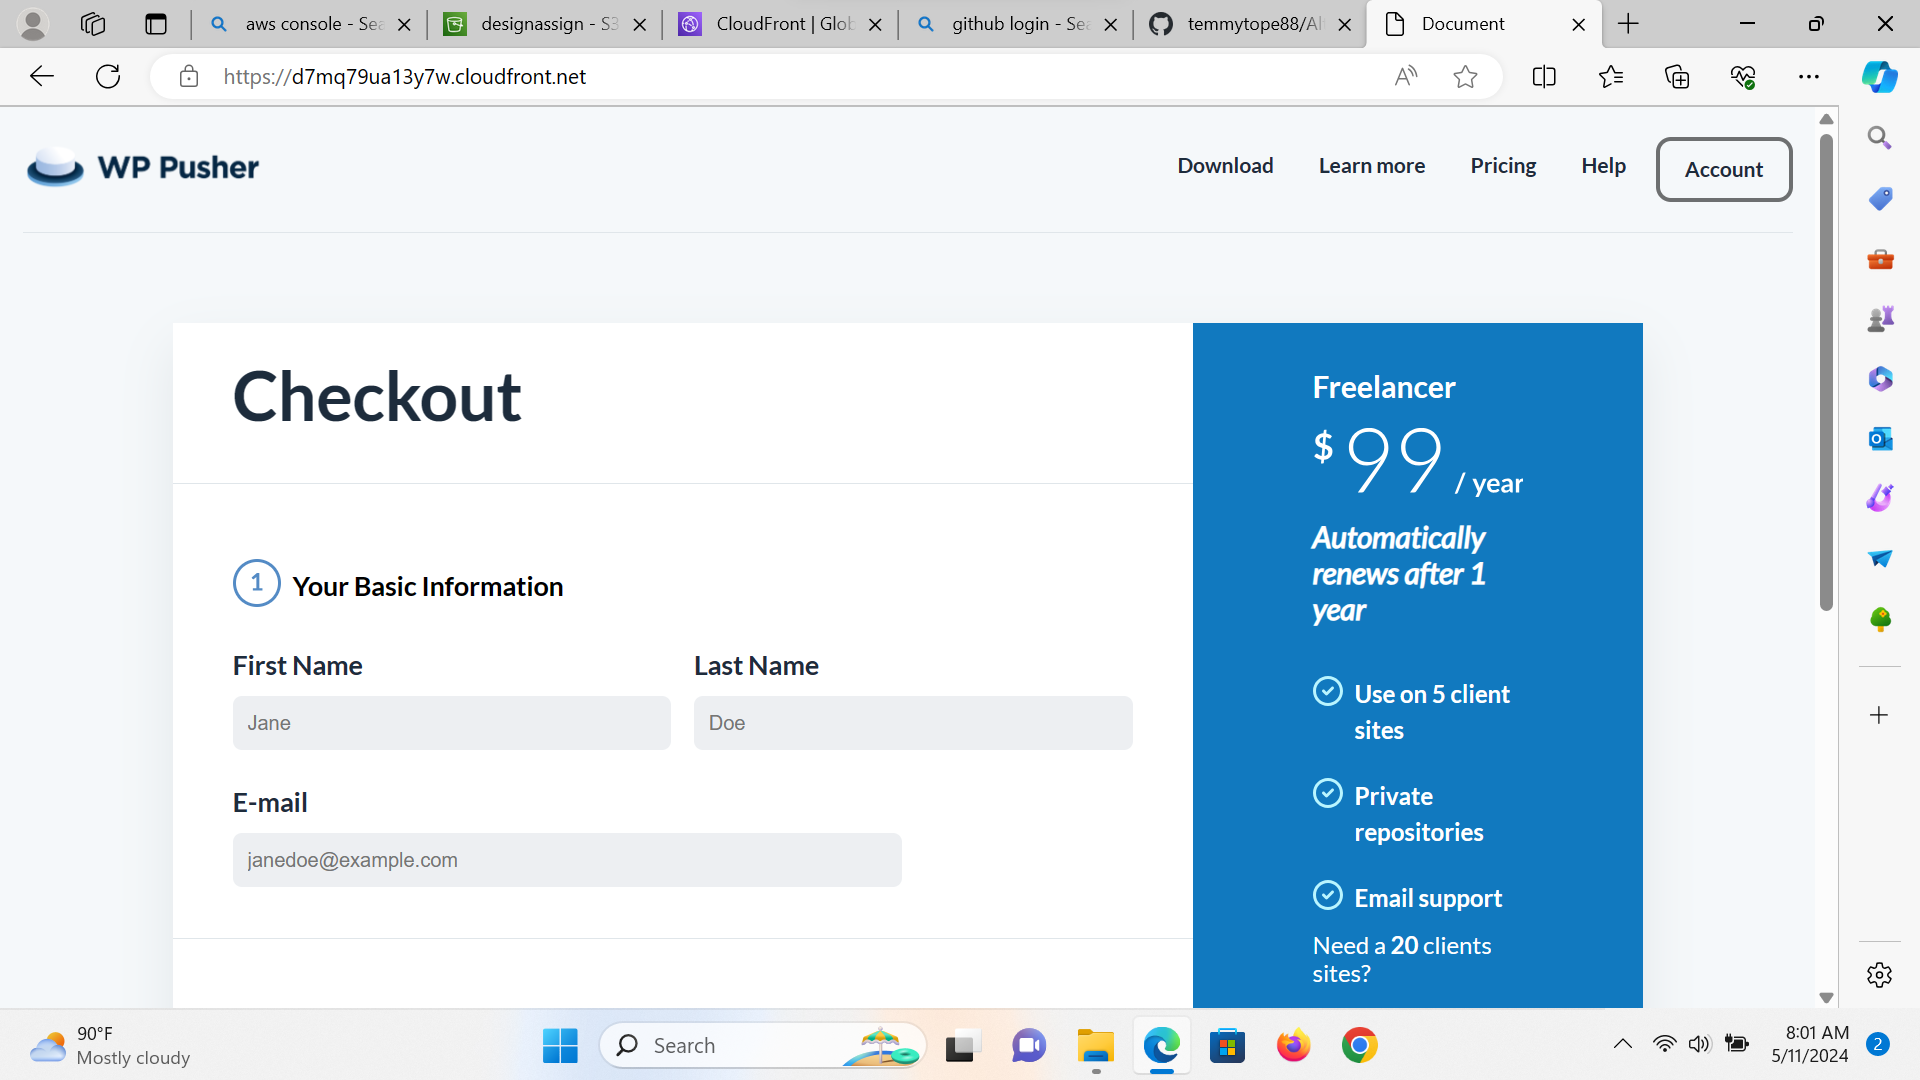 aws console - Sea
designassign - S3
CloudFront | Glob
github login - Sea
temmytope88/Alt
Document
https://d7mq79ua13y7w.cloudfront.net
WP Pusher
Download
Learn more
Pricing
Help
Account
Checkout
1
Your Basic Information
First Name
Last Name
Jane
Doe
E-mail
janedoe@example.com
Freelancer
$ 99 / year
Automatically
renews after 1
year
Use on 5 client
sites
Private
repositories
Email support
Need a 20 clients
sites?
90°F
Mostly cloudy
Search
8:01 AM
5/11/2024
2